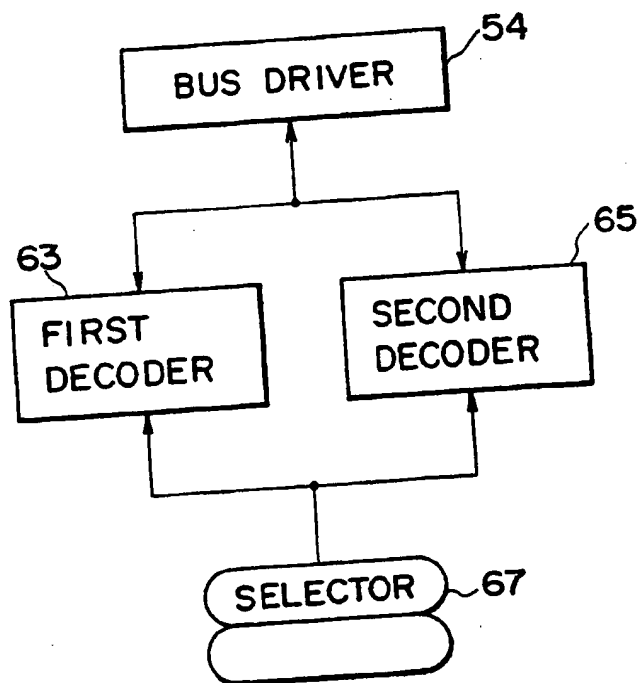 54
BUS DRIVER
63
FIRST
DECODER
65
SECOND
DECODER
SELECTOR
67